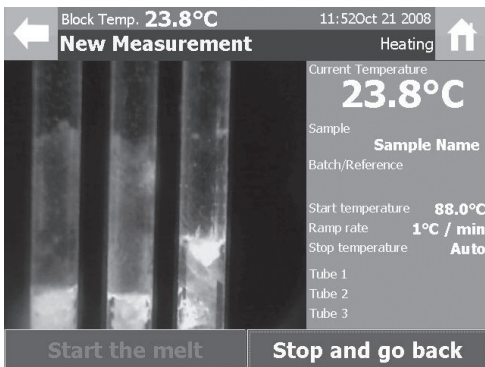 Block Temp. 23.8°C 11:52Oct 21 2008
New Measurement Heating
Current Temperature
23.8°C
Sample
Sample Name
Batch/Reference
Start temperature 88.0°C
Ramp rate 1°C / min
Stop temperature Auto
Tube 1
Tube 2
Tube 3
Start the melt Stop and go back